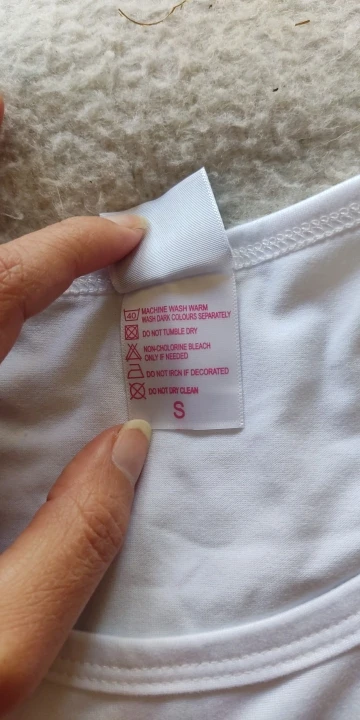 40 MACHINE WASH WARM
WASH DARK COLOURS SEPARATELY
DO NOT TUMBLE DRY
NON-CHOLORINE BLEACH
ONLY IF NEEDED
DO NOT IRON IF DECORATED
DO NOT DRY CLEAN
S